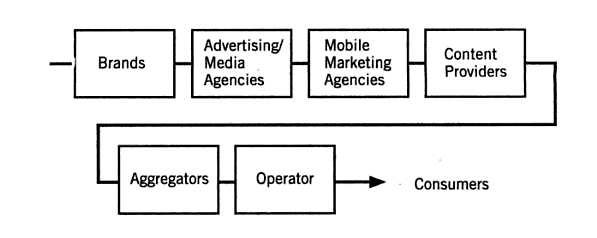 Brands
Advertising/
Media
Agencies
Mobile
Marketing
Agencies
Content
Providers
Aggregators
Operator
Consumers